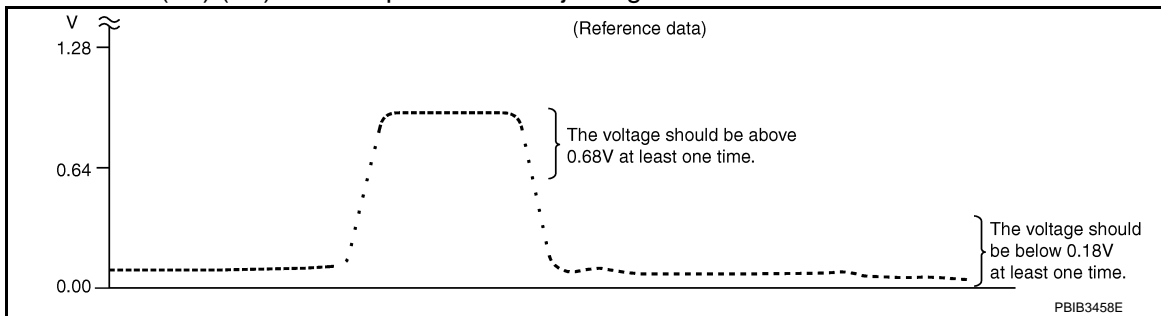 V
(Reference data)
1.28
The voltage should be above
0.68V at least one time.
0.64
The voltage should
be below 0.18V
at least one time.
0.00
PBIB3458E